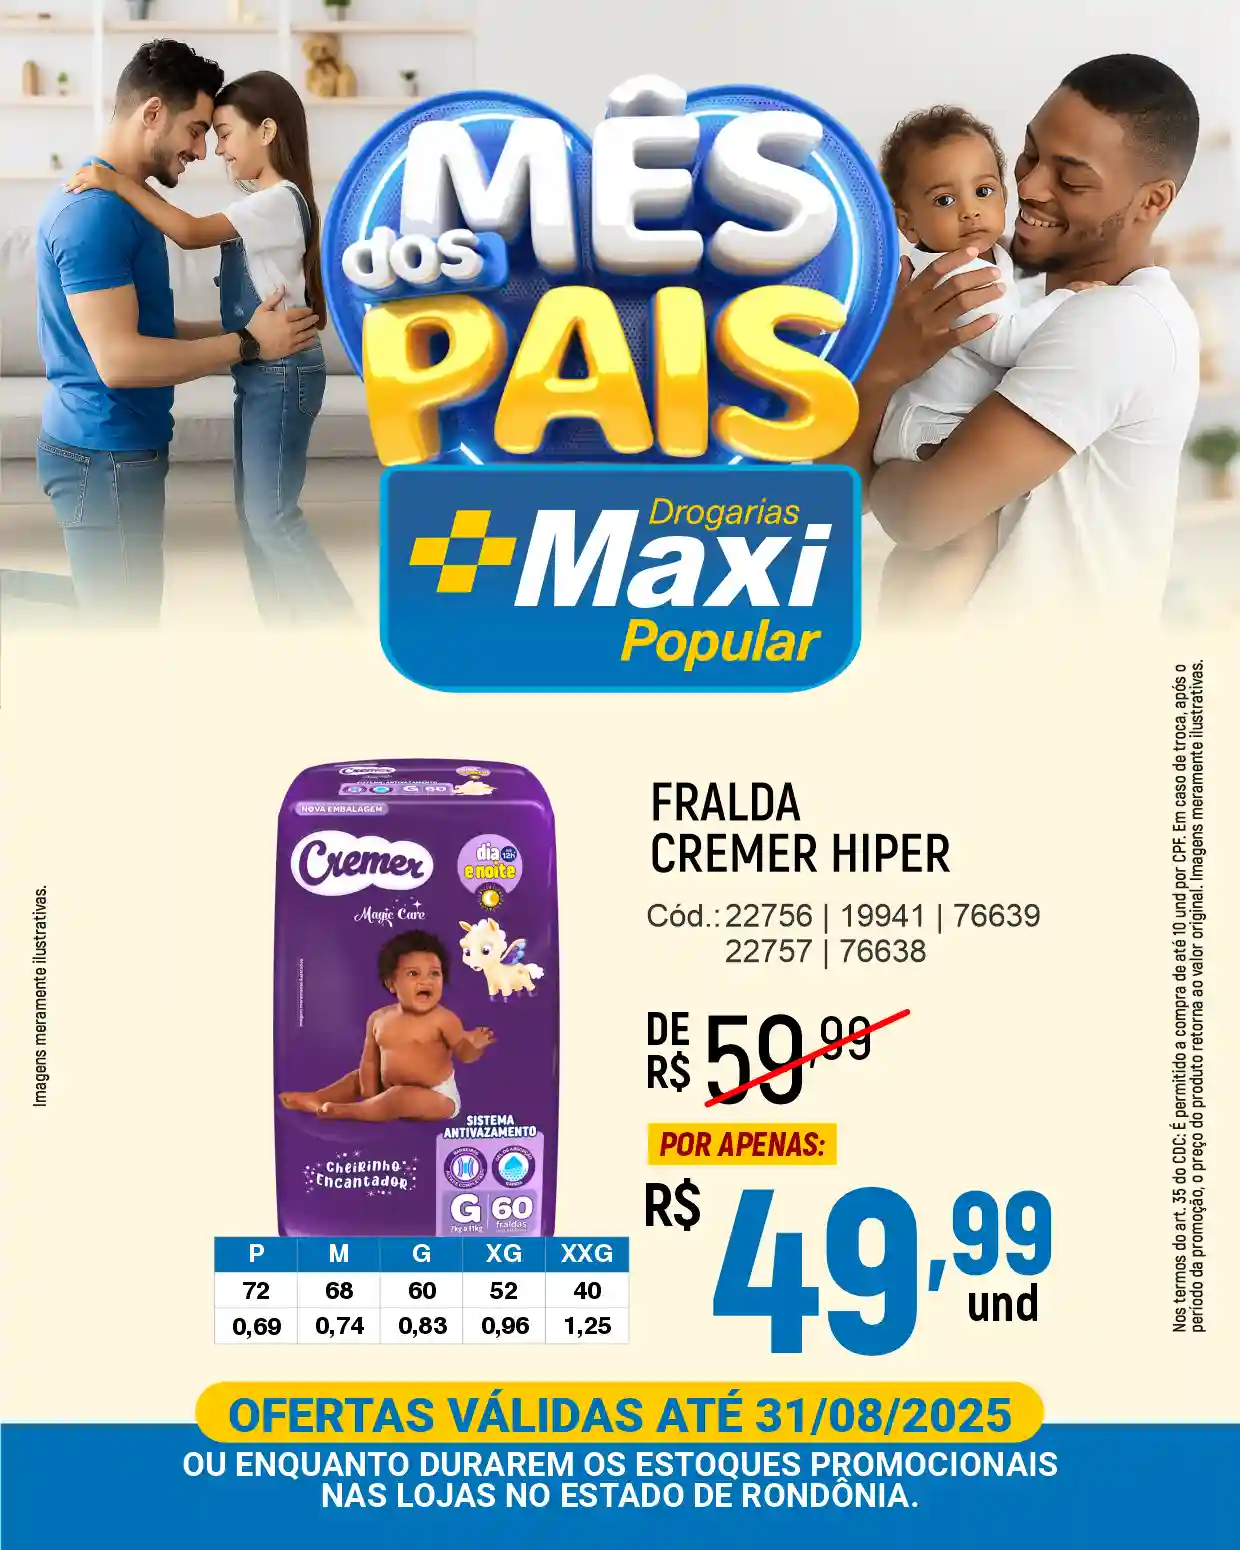 MÊS
dos
PAIS
Drogarias
Maxi
Popular
Cremer
G 60
NOVA EMBALAGEM
Cremer
dia
e noite
12h
Magic Care
SISTEMA
ANTIVAZAMENTO
Cheirinho
Encantador
G
7kg a 11kg
60
fraldas
FRALDA
CREMER HIPER
Cód.: 22756 | 19941 | 76639
22757 | 76638
DE
R$ 59,99
POR APENAS:
R$ 49,99
und
P M G XG XXG
72 68 60 52 40
0,69 0,74 0,83 0,96 1,25
Imagens meramente ilustrativas.
Nos termos do art. 35 do CDC: É permitido a compra de até 10 und por CPF. Em caso de troca, após o
período da promoção, o preço do produto retorna ao valor original. Imagens meramente ilustrativas.
OFERTAS VÁLIDAS ATÉ 31/08/2025
OU ENQUANTO DURAREM OS ESTOQUES PROMOCIONAIS
NAS LOJAS NO ESTADO DE RONDÔNIA.